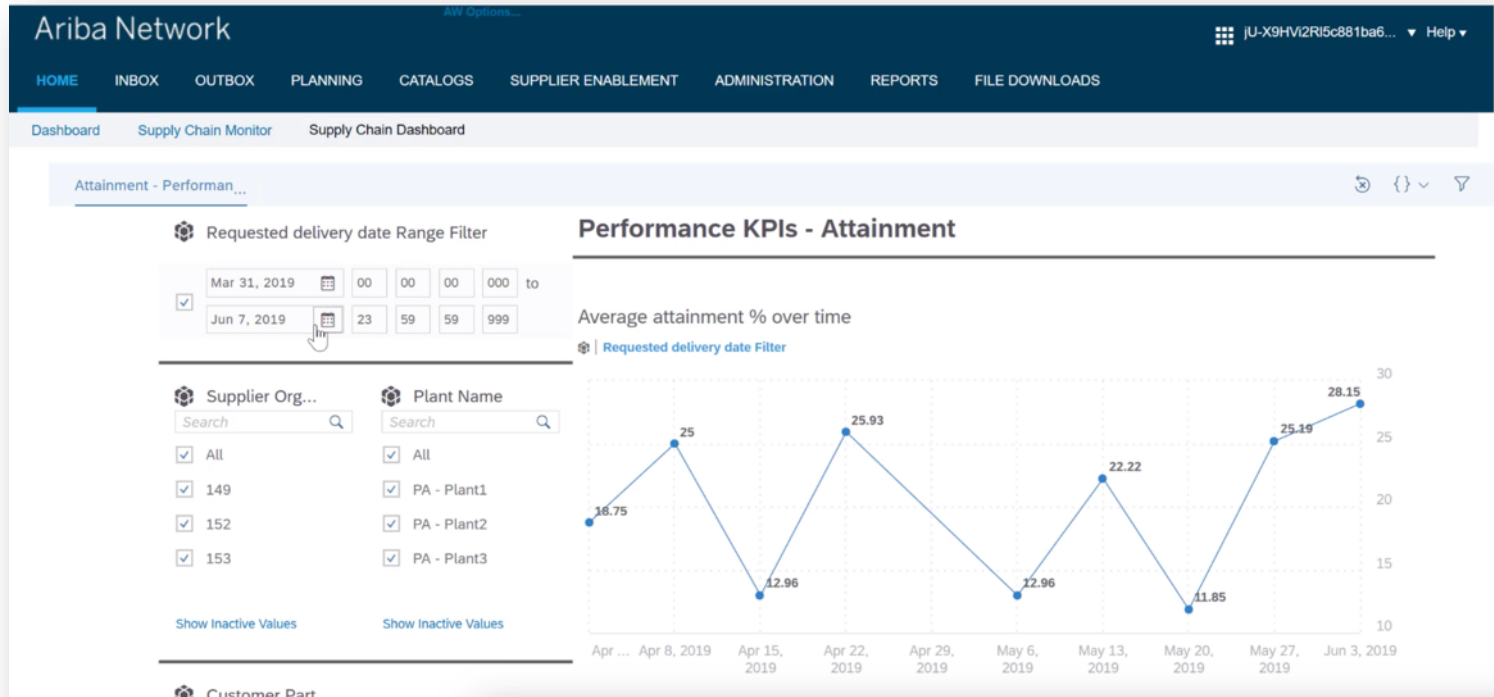 AW Options...
Ariba Network
jU-X9HVi2Rl5c881ba6... Help
HOME INBOX OUTBOX PLANNING CATALOGS SUPPLIER ENABLEMENT ADMINISTRATION REPORTS FILE DOWNLOADS
Dashboard Supply Chain Monitor Supply Chain Dashboard
Attainment - Performan...
{ }
Requested delivery date Range Filter
Mar 31, 2019 00 00 00 000 to
Jun 7, 2019 23 59 59 999
Supplier Org... Plant Name
Search Search
All All
149 PA - Plant1
152 PA - Plant2
153 PA - Plant3
Show Inactive Values Show Inactive Values
Customer Part
Performance KPIs - Attainment
Average attainment % over time
Requested delivery date Filter
30
28.15
25.93
25
25.19
25
22.22
20
18.75
15
12.96
12.96
11.85
10
Apr ... Apr 8, 2019 Apr 15, 2019 Apr 22, 2019 Apr 29, 2019 May 6, 2019 May 13, 2019 May 20, 2019 May 27, 2019 Jun 3, 2019